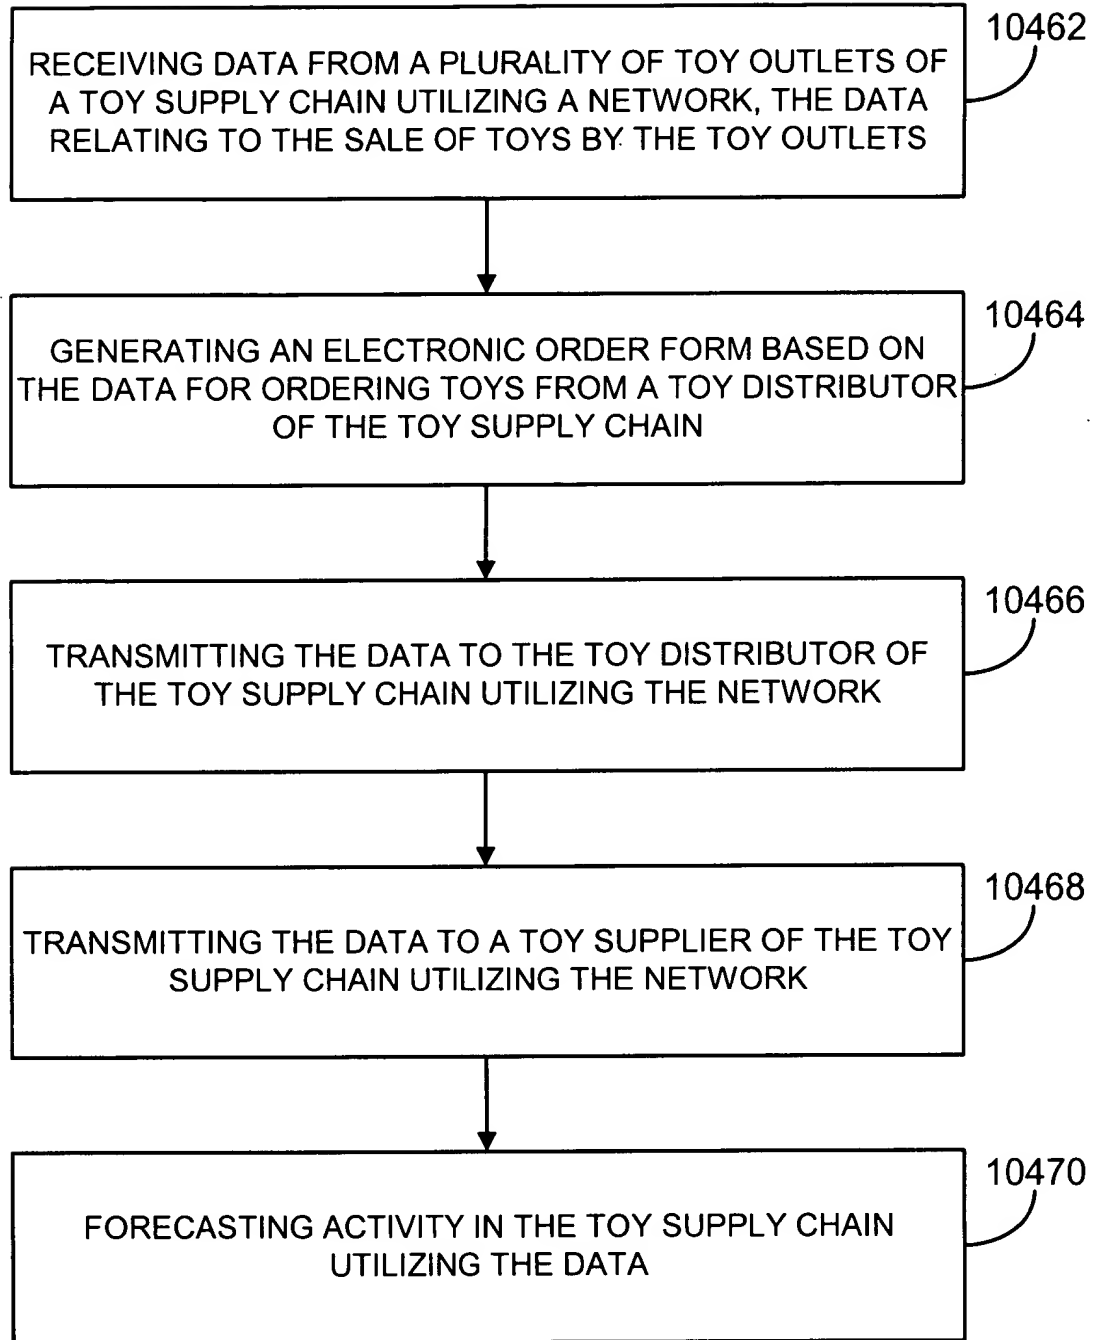 10462
RECEIVING DATA FROM A PLURALITY OF TOY OUTLETS OF
A TOY SUPPLY CHAIN UTILIZING A NETWORK, THE DATA
RELATING TO THE SALE OF TOYS BY THE TOY OUTLETS
10464
GENERATING AN ELECTRONIC ORDER FORM BASED ON
THE DATA FOR ORDERING TOYS FROM A TOY DISTRIBUTOR
OF THE TOY SUPPLY CHAIN
10466
TRANSMITTING THE DATA TO THE TOY DISTRIBUTOR OF
THE TOY SUPPLY CHAIN UTILIZING THE NETWORK
10468
TRANSMITTING THE DATA TO A TOY SUPPLIER OF THE TOY
SUPPLY CHAIN UTILIZING THE NETWORK
10470
FORECASTING ACTIVITY IN THE TOY SUPPLY CHAIN
UTILIZING THE DATA